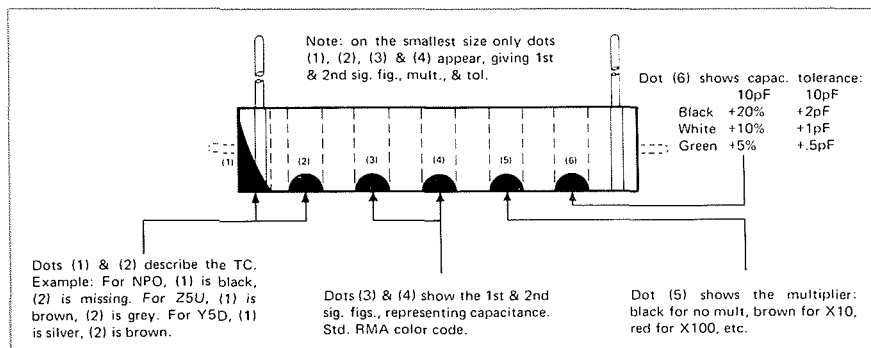 Note: on the smallest size only dots
(1), (2), (3) & (4) appear, giving 1st
& 2nd sig. fig., mult., & tol.
Dot (6) shows capac. tolerance:
10pF 10pF
Black +20% +2pF
White +10% +1pF
Green +5% +.5pF
(1)
(2)
(3)
(4)
(5)
(6)
Dots (1) & (2) describe the TC.
Example: For NPO, (1) is black,
(2) is missing. For Z5U, (1) is
brown, (2) is grey. For Y5D, (1)
is silver, (2) is brown.
Dots (3) & (4) show the 1st & 2nd
sig. figs., representing capacitance.
Std. RMA color code.
Dot (5) shows the multiplier:
black for no mult, brown for X10,
red for X100, etc.